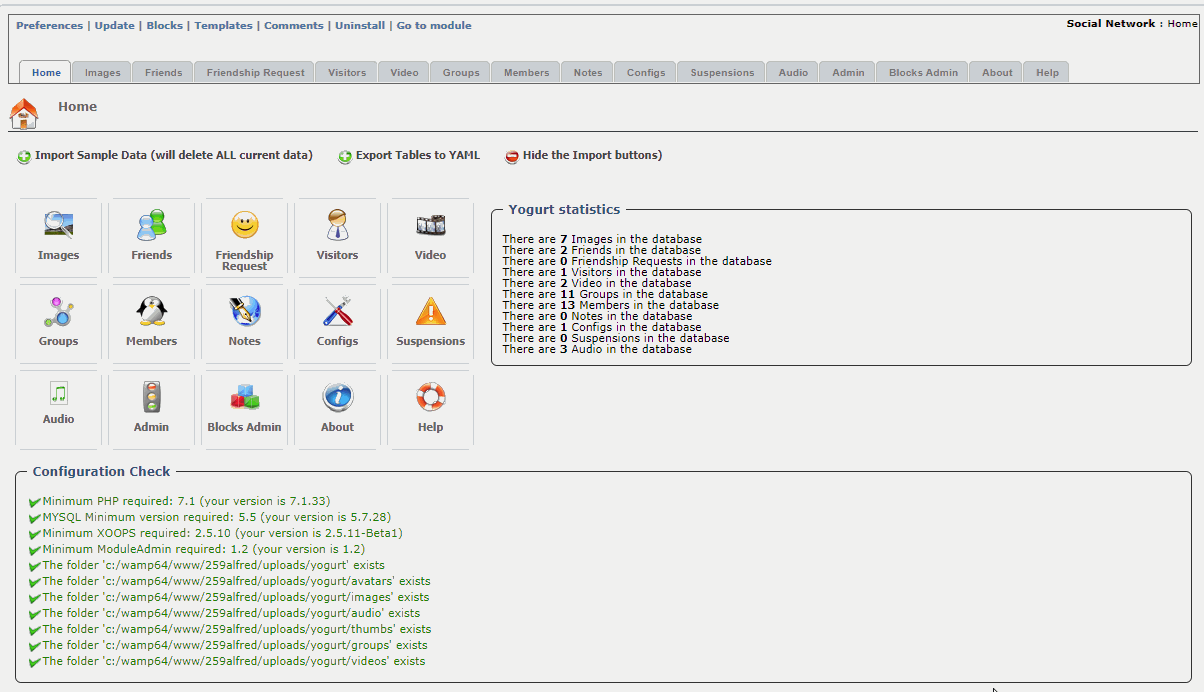 Preferences | Update | Blocks | Templates | Comments | Uninstall | Go to module
Social Network : Home
Home Images Friends Friendship Request Visitors Video Groups Members Notes Configs Suspensions Audio Admin Blocks Admin About Help
Home
Import Sample Data (will delete ALL current data) Export Tables to YAML Hide the Import buttons)
Images Friends Friendship Visitors Video
Request
Groups Members Notes Configs Suspensions
Audio Admin Blocks Admin About Help
Yogurt statistics
There are 7 Images in the database
There are 2 Friends in the database
There are 0 Friendship Requests in the database
There are 1 Visitors in the database
There are 2 Video in the database
There are 11 Groups in the database
There are 13 Members in the database
There are 0 Notes in the database
There are 1 Configs in the database
There are 0 Suspensions in the database
There are 3 Audio in the database
Configuration Check
Minimum PHP required: 7.1 (your version is 7.1.33)
MYSQL Minimum version required: 5.5 (your version is 5.7.28)
Minimum XOOPS required: 2.5.10 (your version is 2.5.11-Beta1)
Minimum ModuleAdmin required: 1.2 (your version is 1.2)
The folder 'c:/wamp64/www/259alfred/uploads/yogurt' exists
The folder 'c:/wamp64/www/259alfred/uploads/yogurt/avatars' exists
The folder 'c:/wamp64/www/259alfred/uploads/yogurt/images' exists
The folder 'c:/wamp64/www/259alfred/uploads/yogurt/audio' exists
The folder 'c:/wamp64/www/259alfred/uploads/yogurt/thumbs' exists
The folder 'c:/wamp64/www/259alfred/uploads/yogurt/groups' exists
The folder 'c:/wamp64/www/259alfred/uploads/yogurt/videos' exists